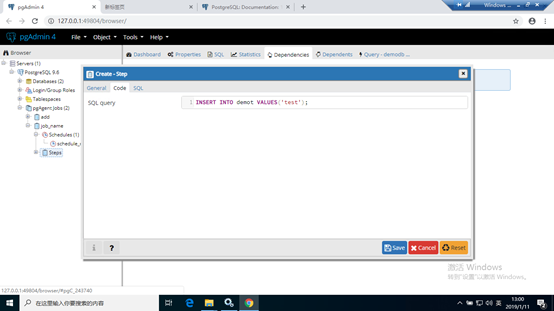 pgAdmin 4
新标签页
PostgreSQL: Documentation:
Windows ...
127.0.0.1:49804/browser/
pgAdmin 4
File
Object
Tools
Help
Browser
Dashboard
Properties
SQL
Statistics
Dependencies
Dependents
Query - demodb ...
Servers (1)
PostgreSQL 9.6
Databases (2)
Login/Group Roles
Tablespaces
pgAgent Jobs (2)
add
job_name
Schedules (1)
schedule_
Steps
Create - Step
General
Code
SQL
SQL query
1 INSERT INTO demot VALUES('test');
i
?
Save
Cancel
Reset
激活 Windows
转到"设置"以激活 Windows。
127.0.0.1:49804/browser/#pgC_243740
在这里输入你要搜索的内容
英
13:00
2019/1/11